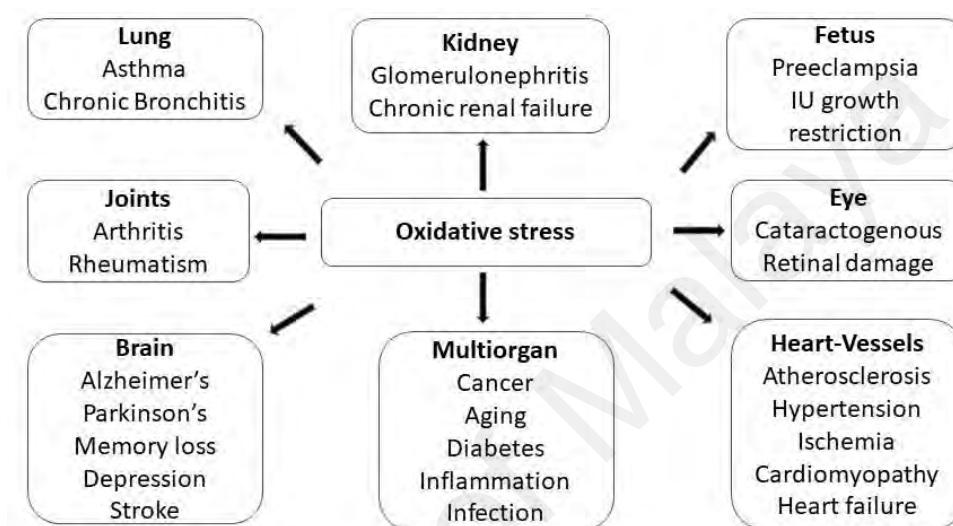 Lung
Asthma
Chronic Bronchitis
Kidney
Glomerulonephritis
Chronic renal failure
Fetus
Preeclampsia
IU growth
restriction
Joints
Arthritis
Rheumatism
Oxidative stress
Eye
Cataractogenous
Retinal damage
Brain
Alzheimer’s
Parkinson’s
Memory loss
Depression
Stroke
Multiorgan
Cancer
Aging
Diabetes
Inflammation
Infection
Heart-Vessels
Atherosclerosis
Hypertension
Ischemia
Cardiomyopathy
Heart failure
Malaya